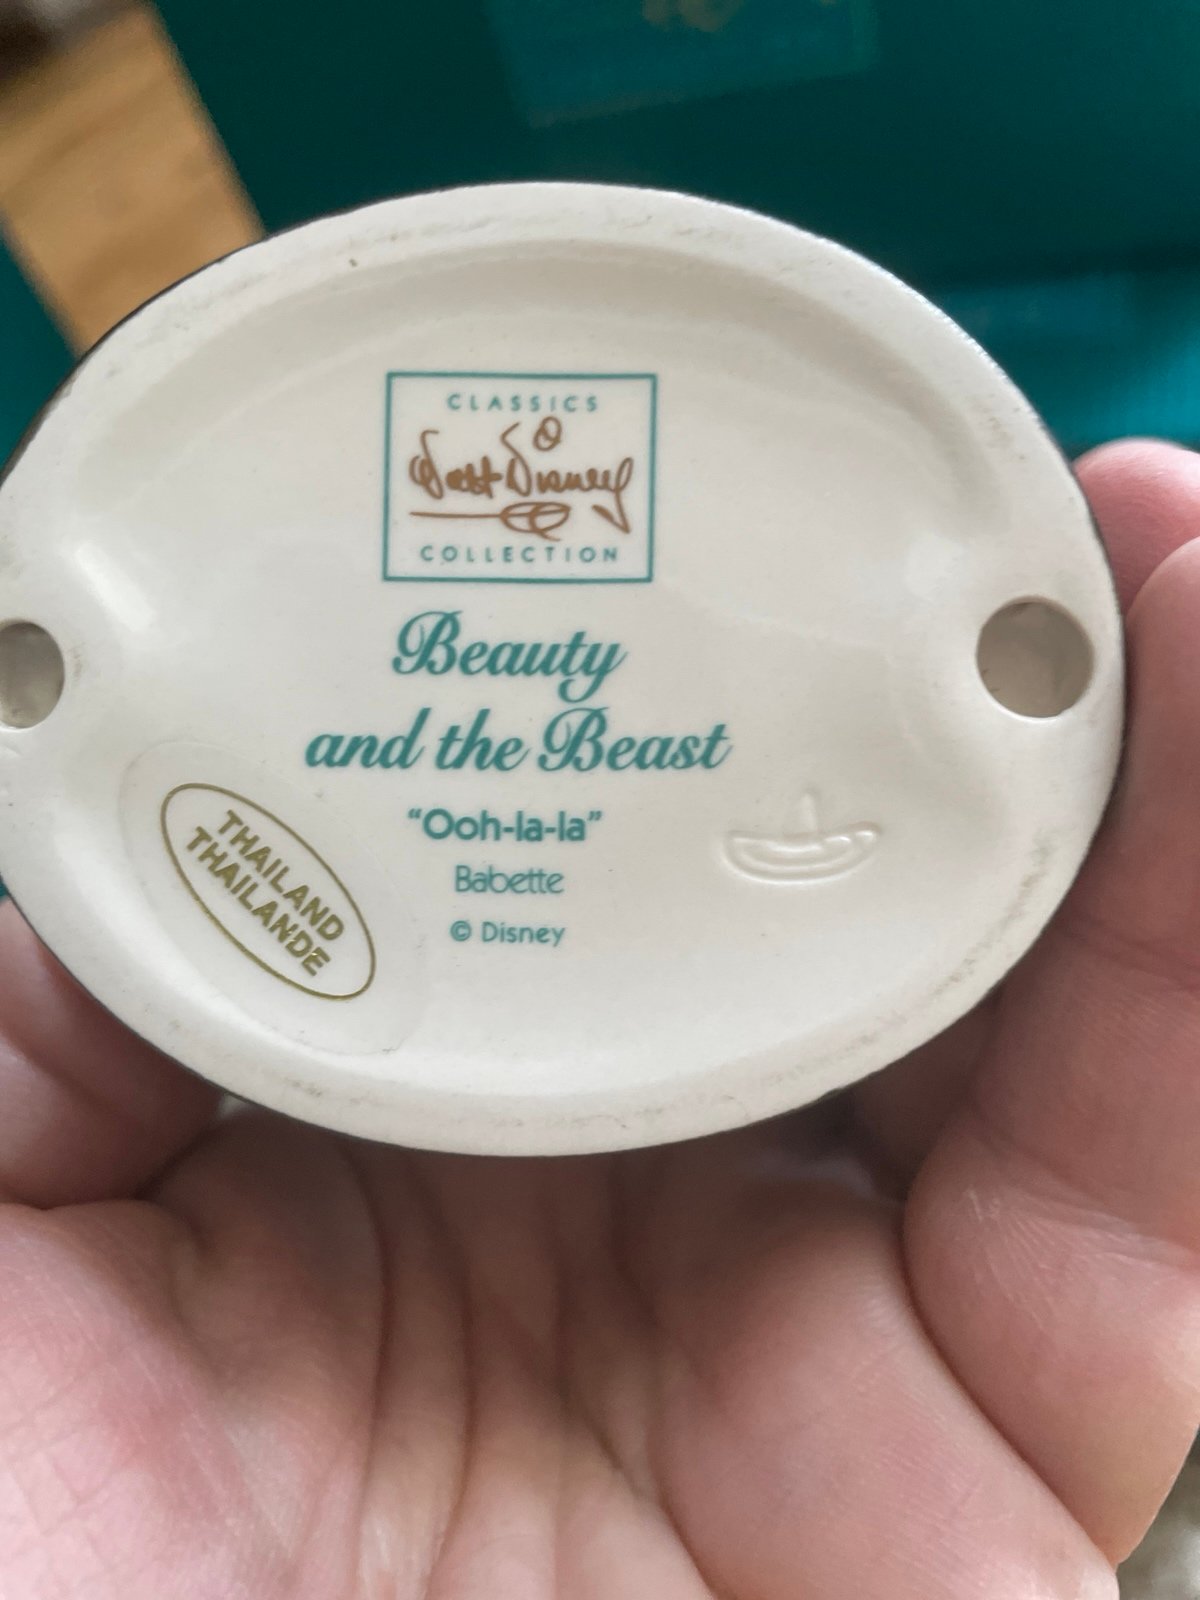 CLASSICS
Walt Disney
COLLECTION
Beauty
and the Beast
“Ooh-la-la”
Babette
© Disney
THAILAND
THAILANDE